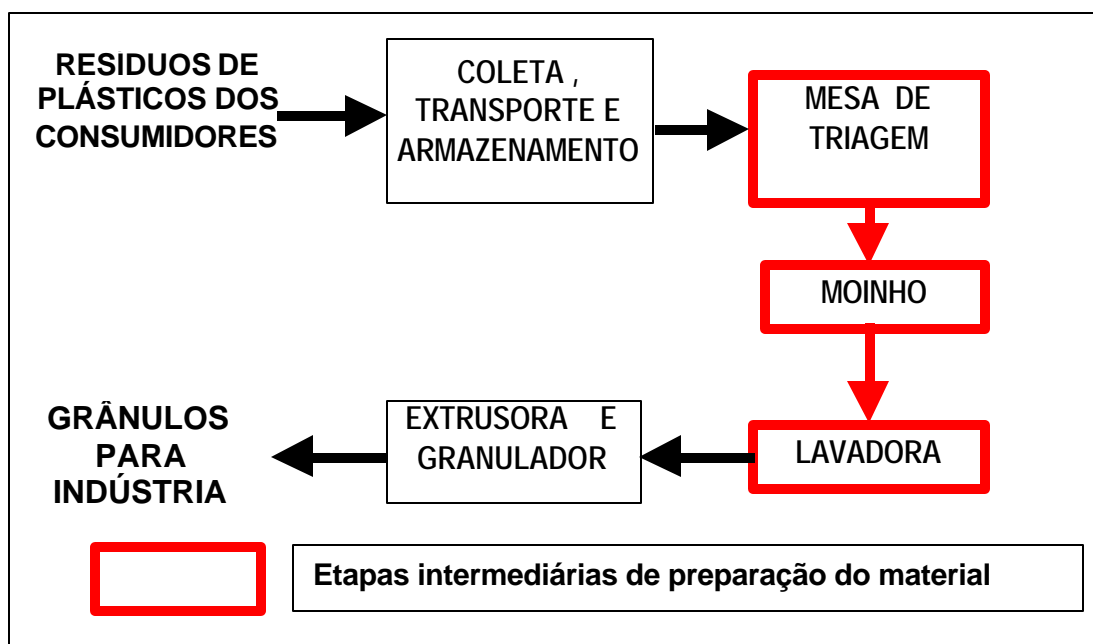 RESÍDUOS DE
PLÁSTICOS DOS
CONSUMIDORES
COLETA ,
TRANSPORTE E
ARMAZENAMENTO
MESA DE
TRIAGEM
MOINHO
LAVADORA
EXTRUSORA E
GRANULADOR
GRÂNULOS
PARA
INDÚSTRIA
Etapas intermediárias de preparação do material